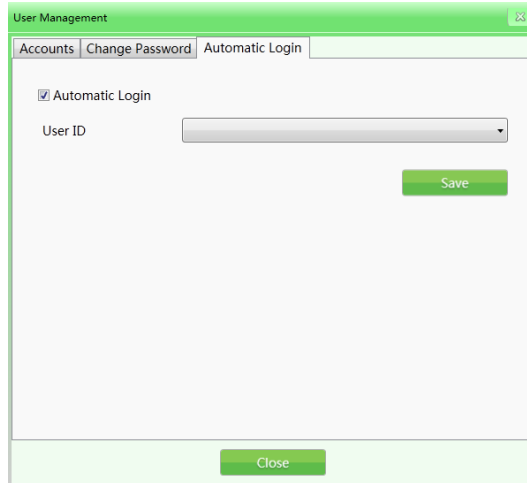 User Management
Accounts Change Password Automatic Login
Automatic Login
User ID
Save
Close